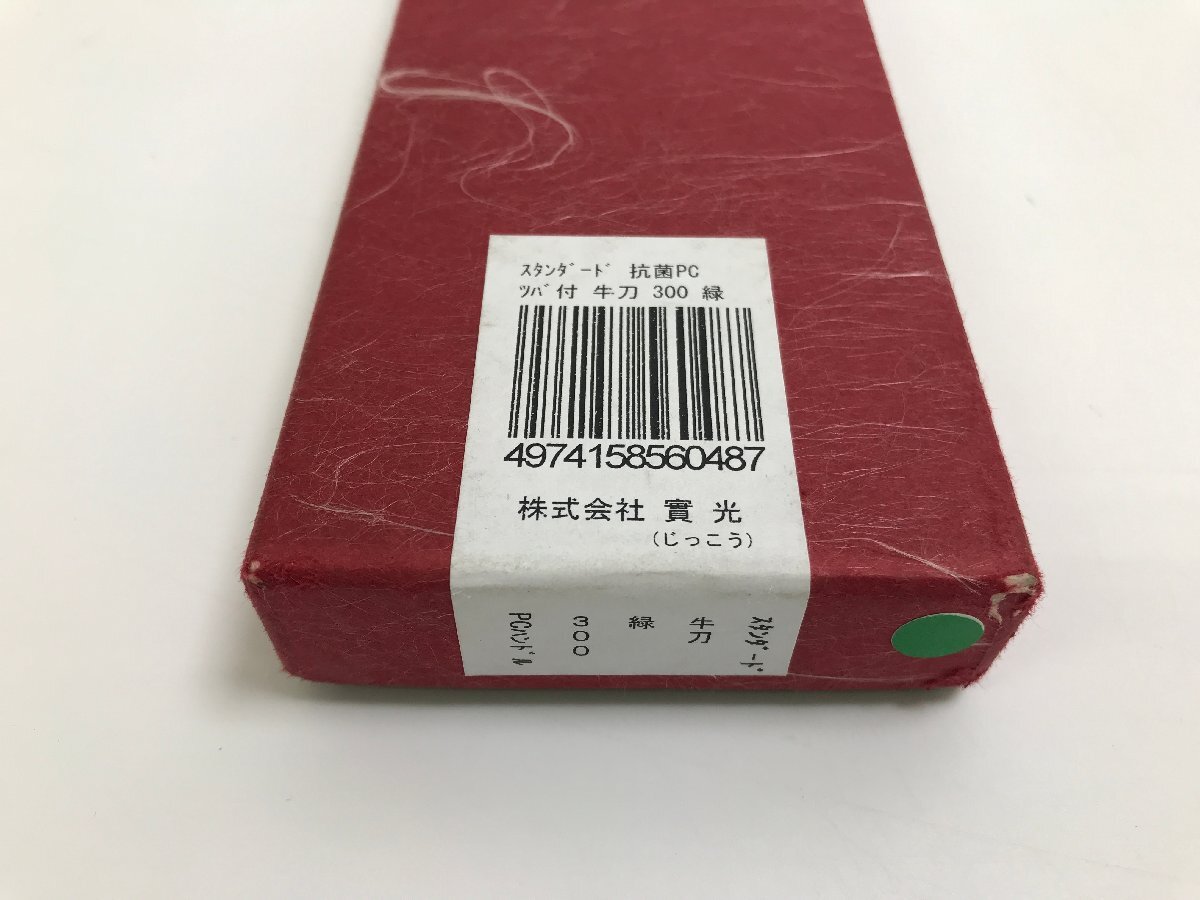 ｽﾀﾝﾀﾞｰﾄﾞ 抗菌PC
ﾂﾊﾞ付 牛刀 300 緑
4974158560487
株式会社 實光
(じっこう)
ｽﾀﾝﾀﾞｰﾄﾞ
牛刀
緑
300
PCﾊﾝﾄﾞﾙ